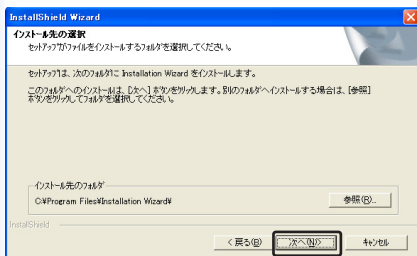 InstallShield Wizard
インストール先の選択
セットアップがファイルをインストールするフォルダを選択してください。
セットアップは、次のフォルダに Installation Wizard をインストールします。
このフォルダへのインストールは、[次へ] ボタンをクリックします。別のフォルダへインストールする場合は、[参照]
ボタンをクリックしてフォルダを選択してください。
インストール先のフォルダ
C:¥Program Files¥Installation Wizard¥
参照(R)...
InstallShield
< 戻る(B)
次へ(N)>
キャンセル